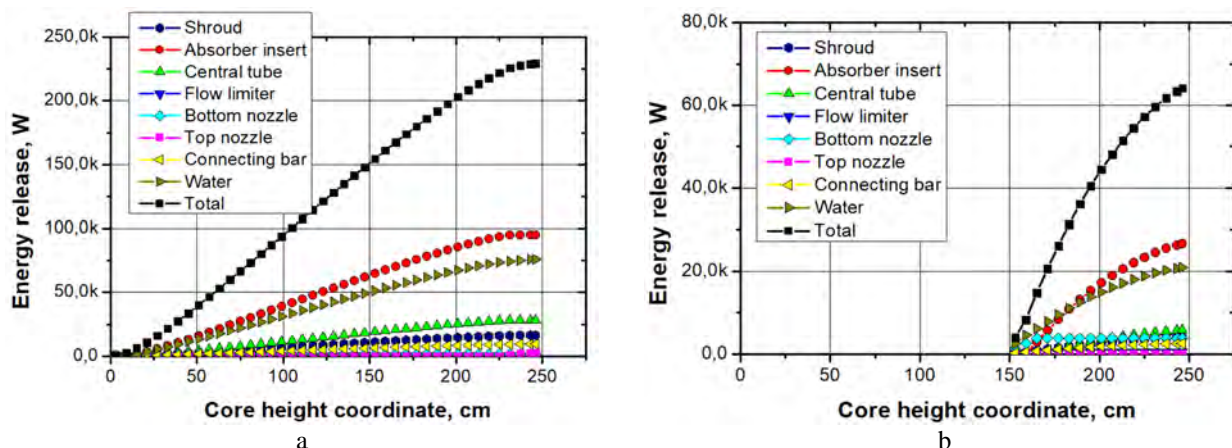 Shroud
Absorber insert
Central tube
Flow limiter
Bottom nozzle
Top nozzle
Connecting bar
Water
Total
250,0k
200,0k
150,0k
100,0k
50,0k
0,0
Energy release, W
0 50 100 150 200 250
Core height coordinate, cm
a
Shroud
Absorber insert
Central tube
Flow limiter
Bottom nozzle
Top nozzle
Connecting bar
Water
Total
80,0k
60,0k
40,0k
20,0k
0,0
Energy release, W
0 50 100 150 200 250
Core height coordinate, cm
b